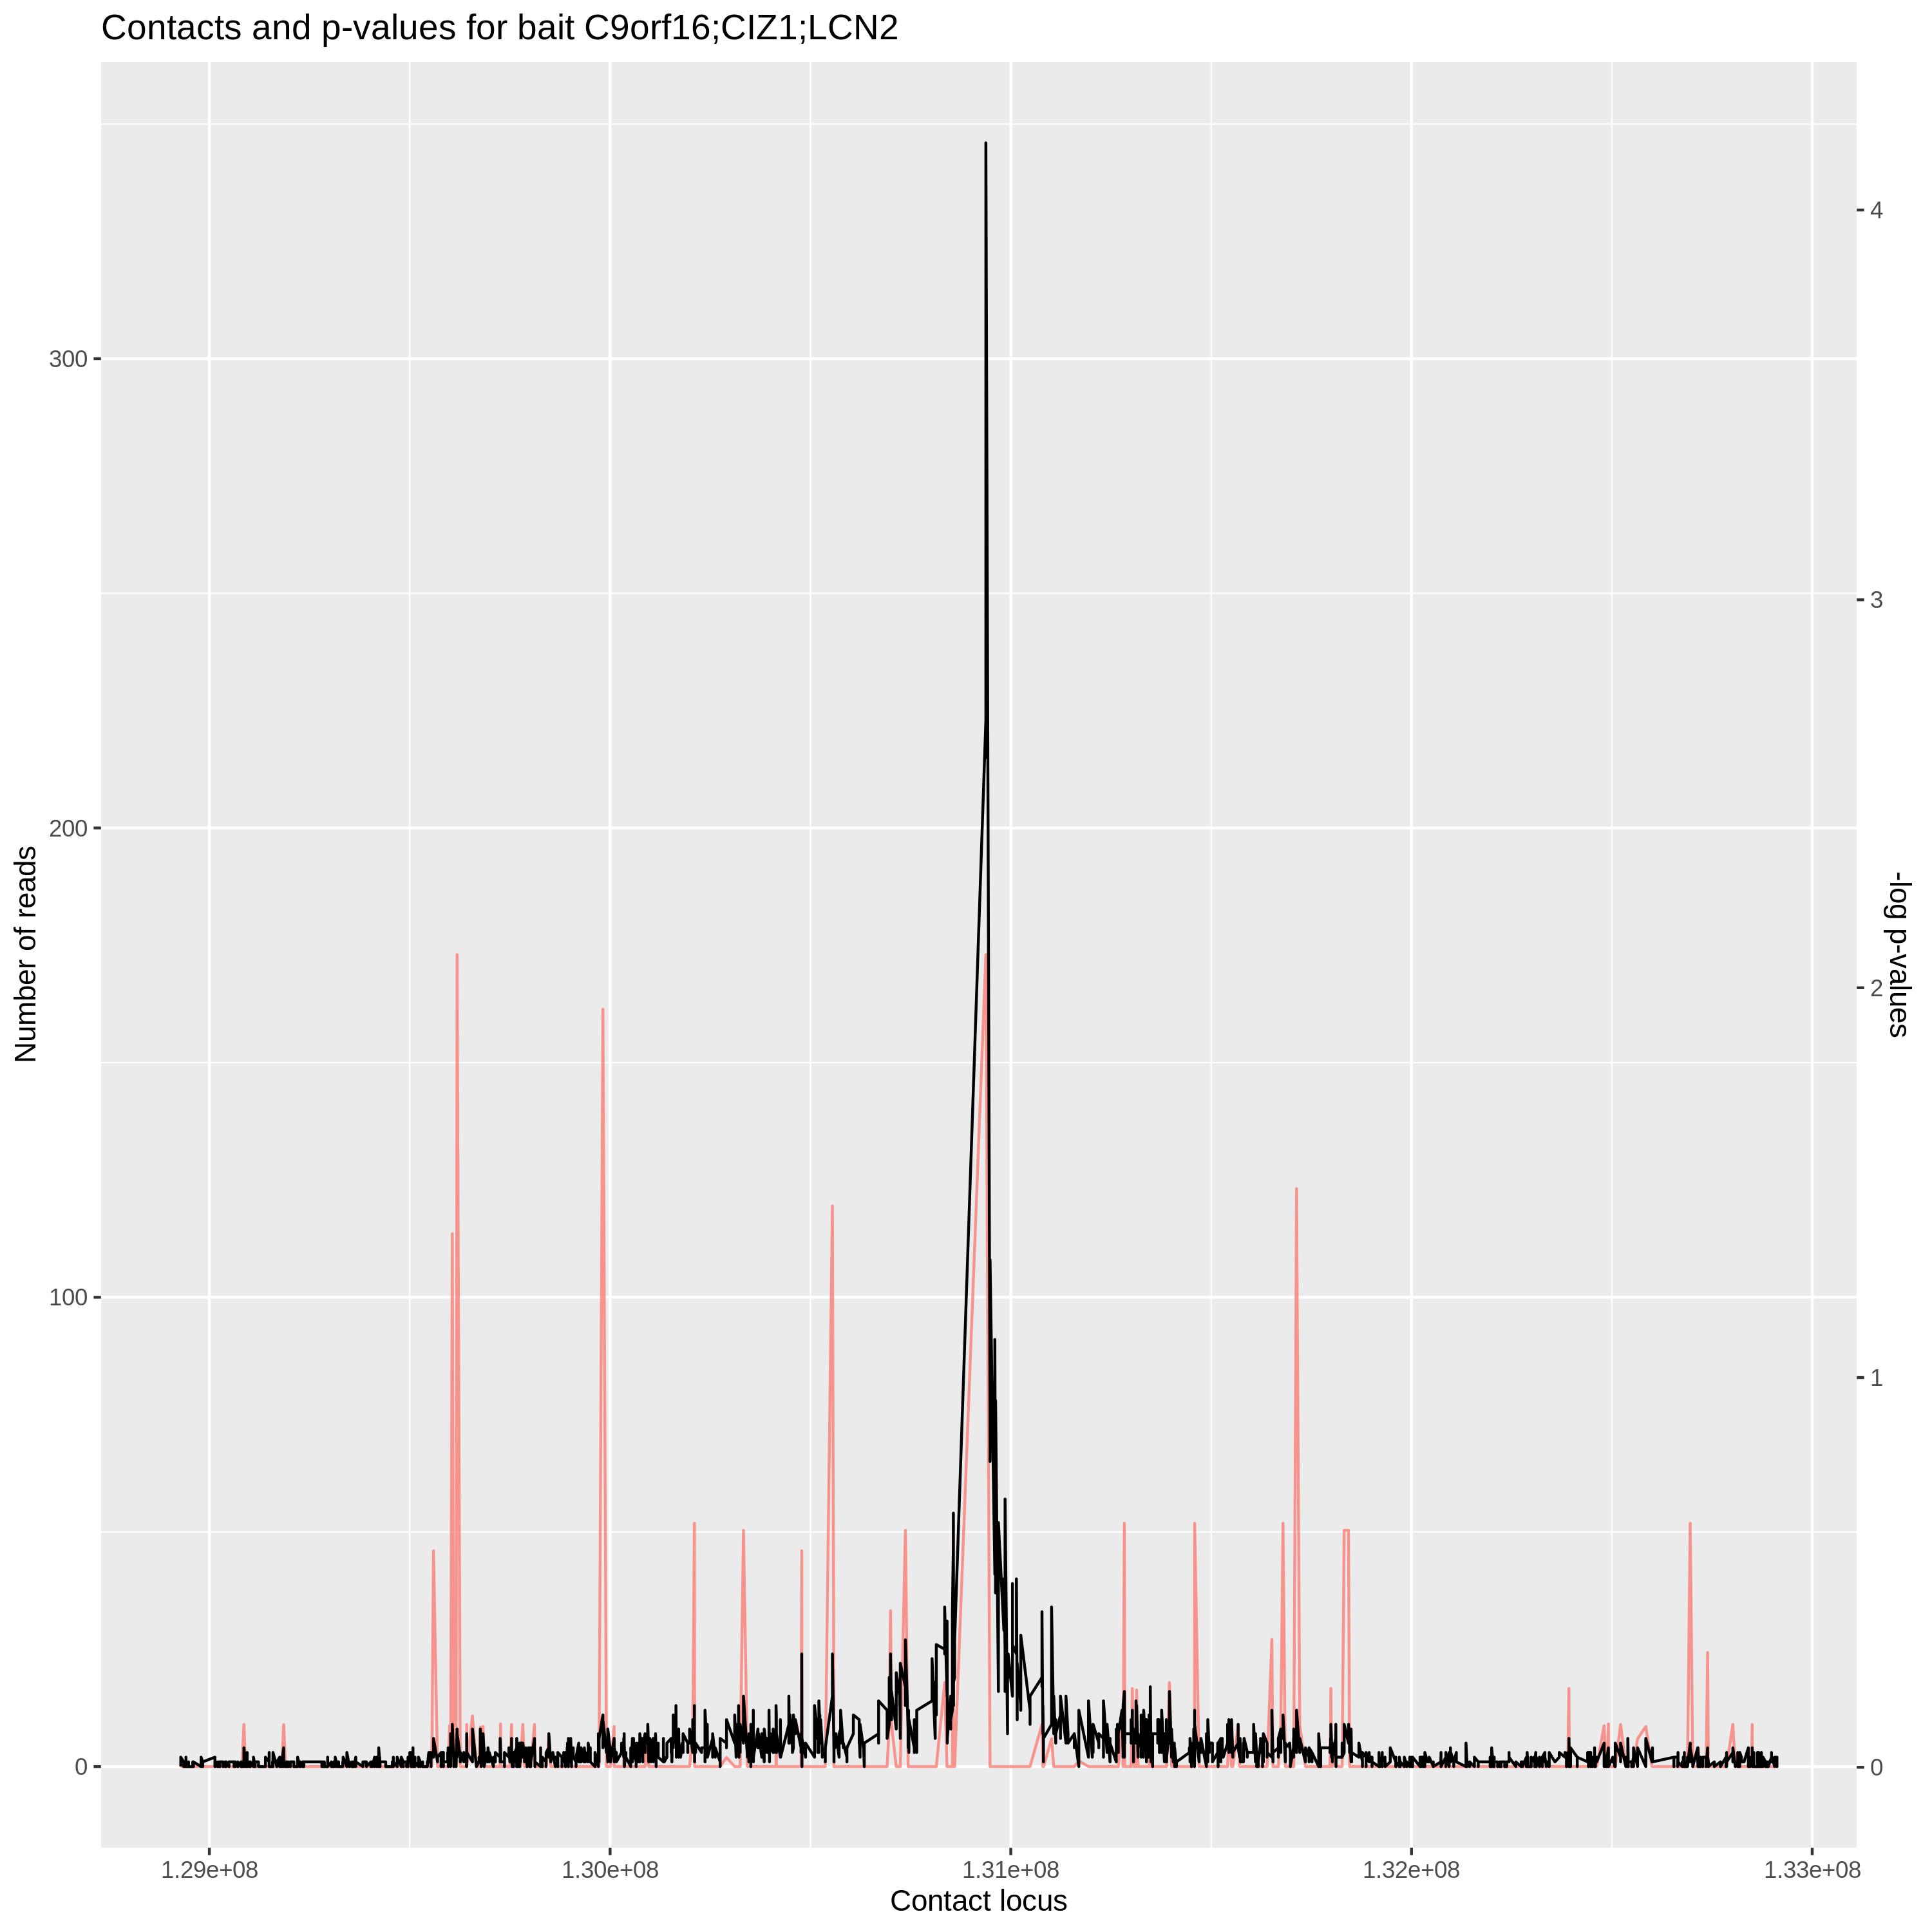 Contacts and p-values for bait C9orf16;CIZ1;LCN2
Number of reads
300
200
100
0
4
3
2
1
0
-log p-values
1.29e+08 1.30e+08 1.31e+08 1.32e+08 1.33e+08
Contact locus